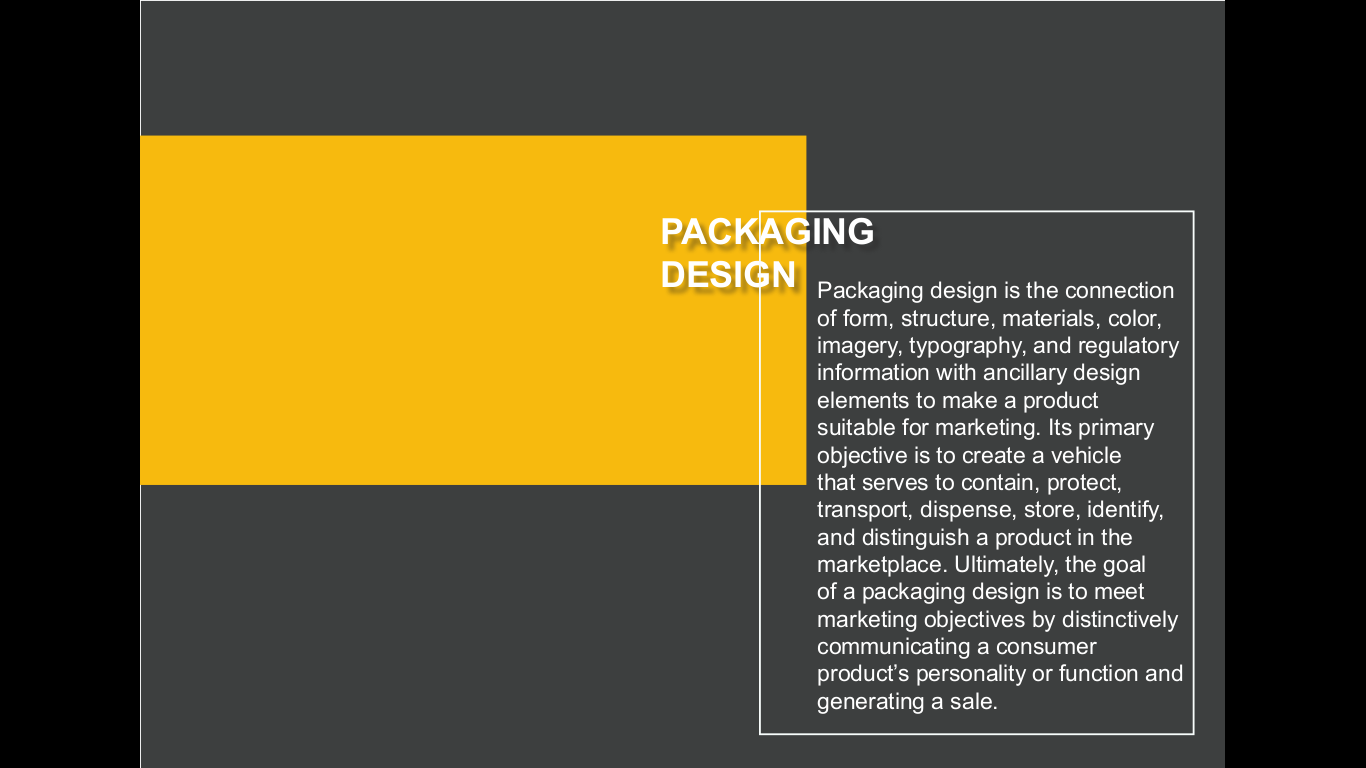 PACKAGING
DESIGN
Packaging design is the connection
of form, structure, materials, color,
imagery, typography, and regulatory
information with ancillary design
elements to make a product
suitable for marketing. Its primary
objective is to create a vehicle
that serves to contain, protect,
transport, dispense, store, identify,
and distinguish a product in the
marketplace. Ultimately, the goal
of a packaging design is to meet
marketing objectives by distinctively
communicating a consumer
product’s personality or function and
generating a sale.